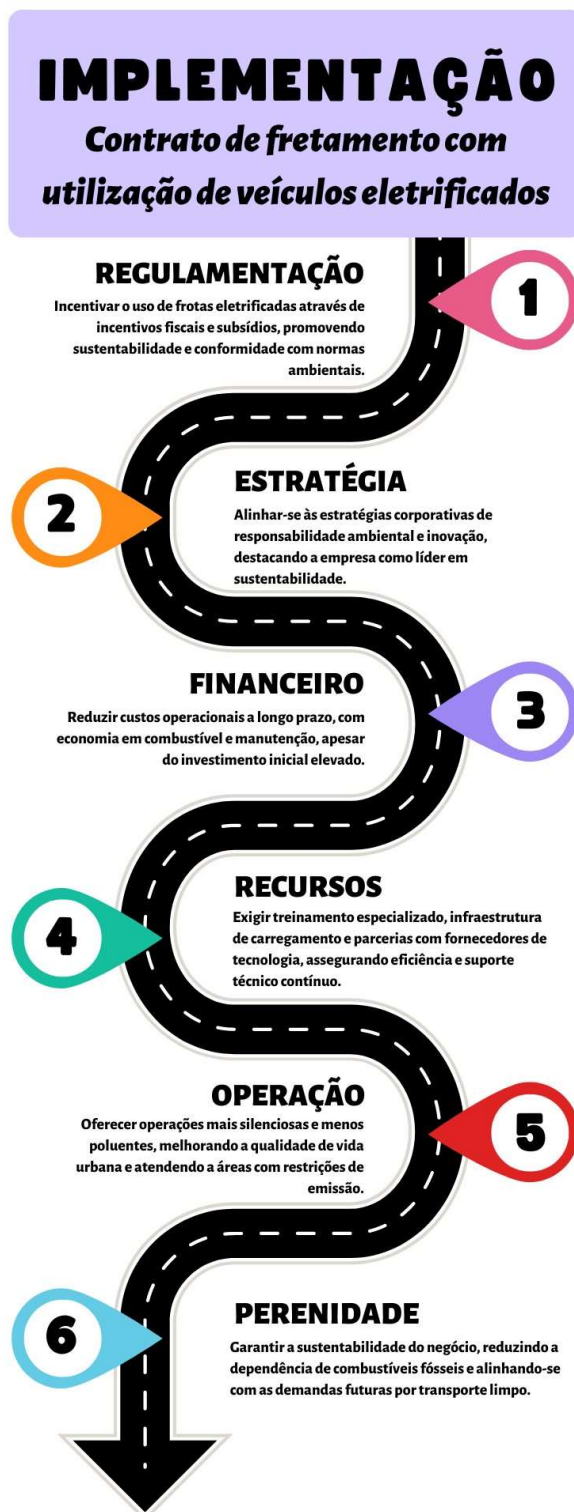 IMPLEMENTAÇÃO
Contrato de fretamento com
utilização de veículos eletrificados
REGULAMENTAÇÃO
1
Incentivar o uso de frotas eletrificadas através de
incentivos fiscais e subsídios, promovendo
sustentabilidade e conformidade com normas
ambientais.
2
ESTRATÉGIA
Alinhar-se às estratégias corporativas de
responsabilidade ambiental e inovação,
destacando a empresa como líder em
sustentabilidade.
FINANCEIRO
3
Reduzir custos operacionais a longo prazo, com
economia em combustível e manutenção, apesar
do investimento inicial elevado.
4
RECURSOS
Exigir treinamento especializado, infraestrutura
de carregamento e parcerias com fornecedores de
tecnologia, assegurando eficiência e suporte
técnico contínuo.
OPERAÇÃO
5
Oferecer operações mais silenciosas e menos
poluentes, melhorando a qualidade de vida
urbana e atendendo a áreas com restrições de
emissão.
6
PERENIDADE
Garantir a sustentabilidade do negócio, reduzindo a
dependência de combustíveis fósseis e alinhando-se
com as demandas futuras por transporte limpo.